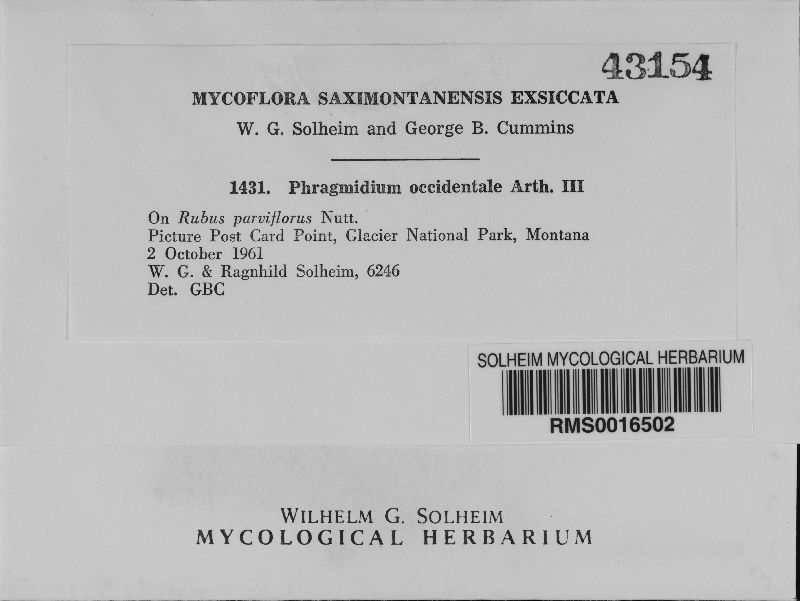 43154
MYCOFLORA SAXIMONTANENSIS EXSICCATA
W. G. Solheim and George B. Cummins
1431. Phragmidium occidentale Arth. III
On Rubus parviflorus Nutt.
Picture Post Card Point, Glacier National Park, Montana
2 October 1961
W. G. & Ragnhild Solheim, 6246
Det. GBC
SOLHEIM MYCOLOGICAL HERBARIUM
RMS0016502
WILHELM G. SOLHEIM
MYCOLOGICAL HERBARIUM